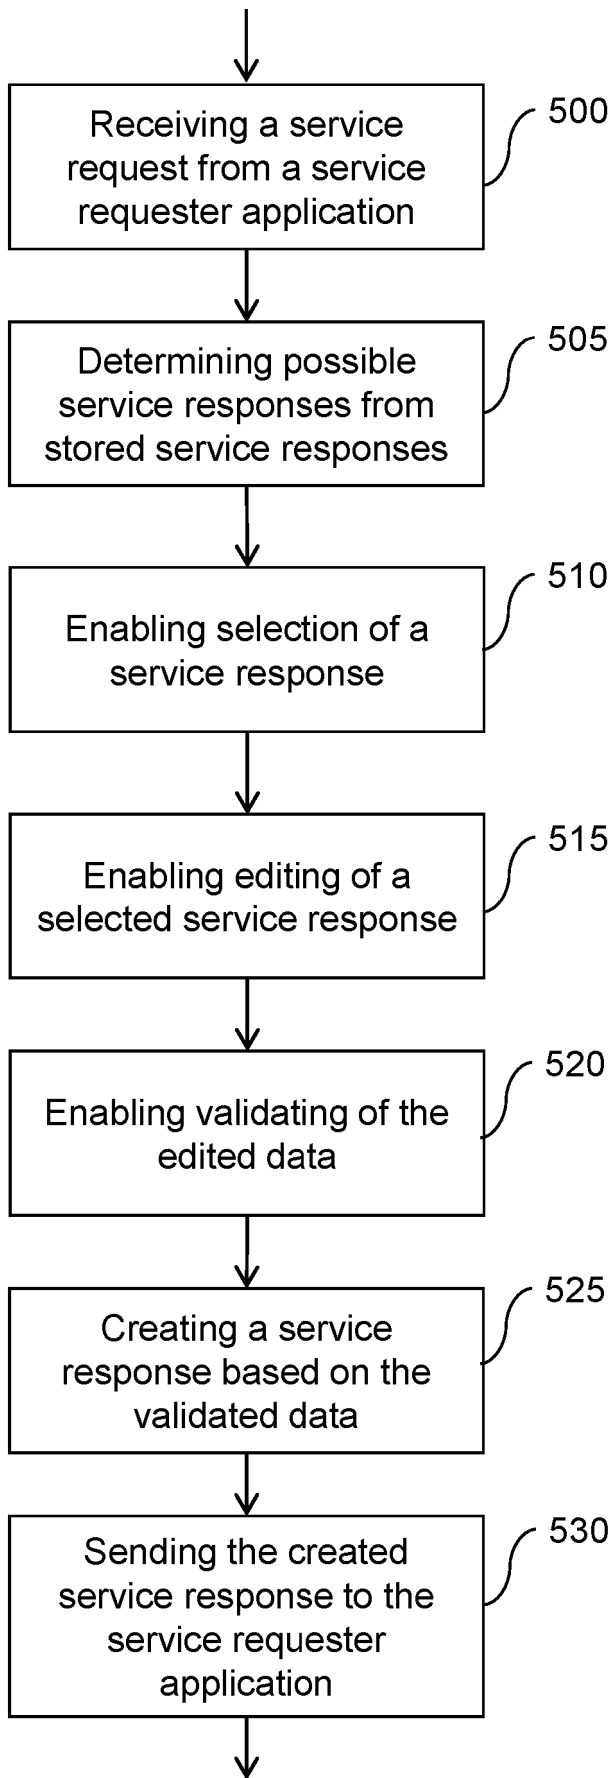 500
Receiving a service
request from a service
requester application
505
Determining possible
service responses from
stored service responses
510
Enabling selection of a
service response
515
Enabling editing of a
selected service response
520
Enabling validating of the
edited data
525
Creating a service
response based on the
validated data
530
Sending the created
service response to the
service requester
application